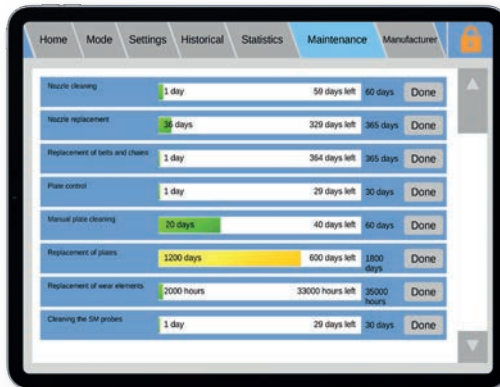 Home Mode Settings Historical Statistics Maintenance Manufacturer
Nozzle cleaning 1 day 59 days left 60 days Done
Nozzle replacement 36 days 329 days left 365 days Done
Replacement of belts and chains 1 day 364 days left 365 days Done
Plate control 1 day 29 days left 30 days Done
Manual plate cleaning 20 days 40 days left 60 days Done
Replacement of plates 1200 days 600 days left 1800 days Done
Replacement of wear elements 2000 hours 33000 hours left 35000 hours Done
Cleaning the SM probes 1 day 29 days left 30 days Done